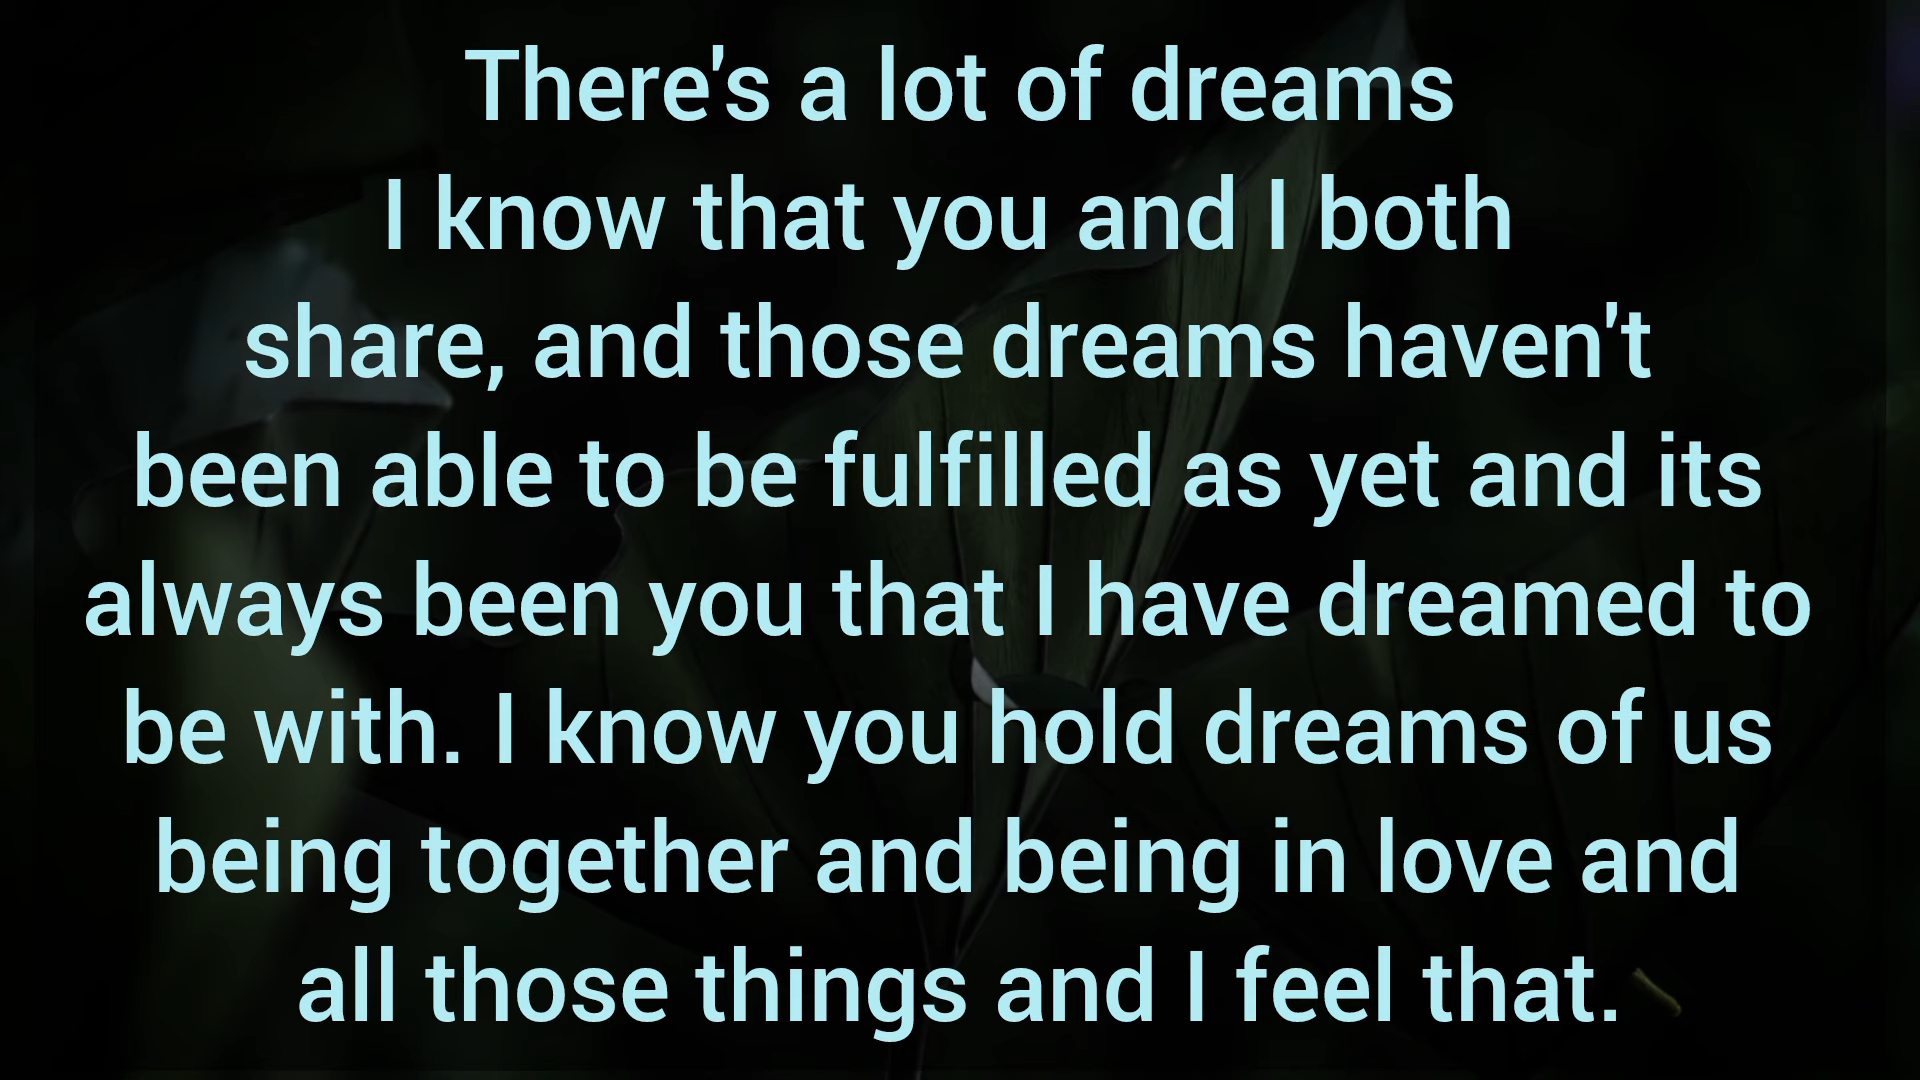 There's a lot of dreams
I know that you and I both
share, and those dreams haven't
been able to be fulfilled as yet and its
always been you that I have dreamed to
be with. I know you hold dreams of us
being together and being in love and
all those things and I feel that.